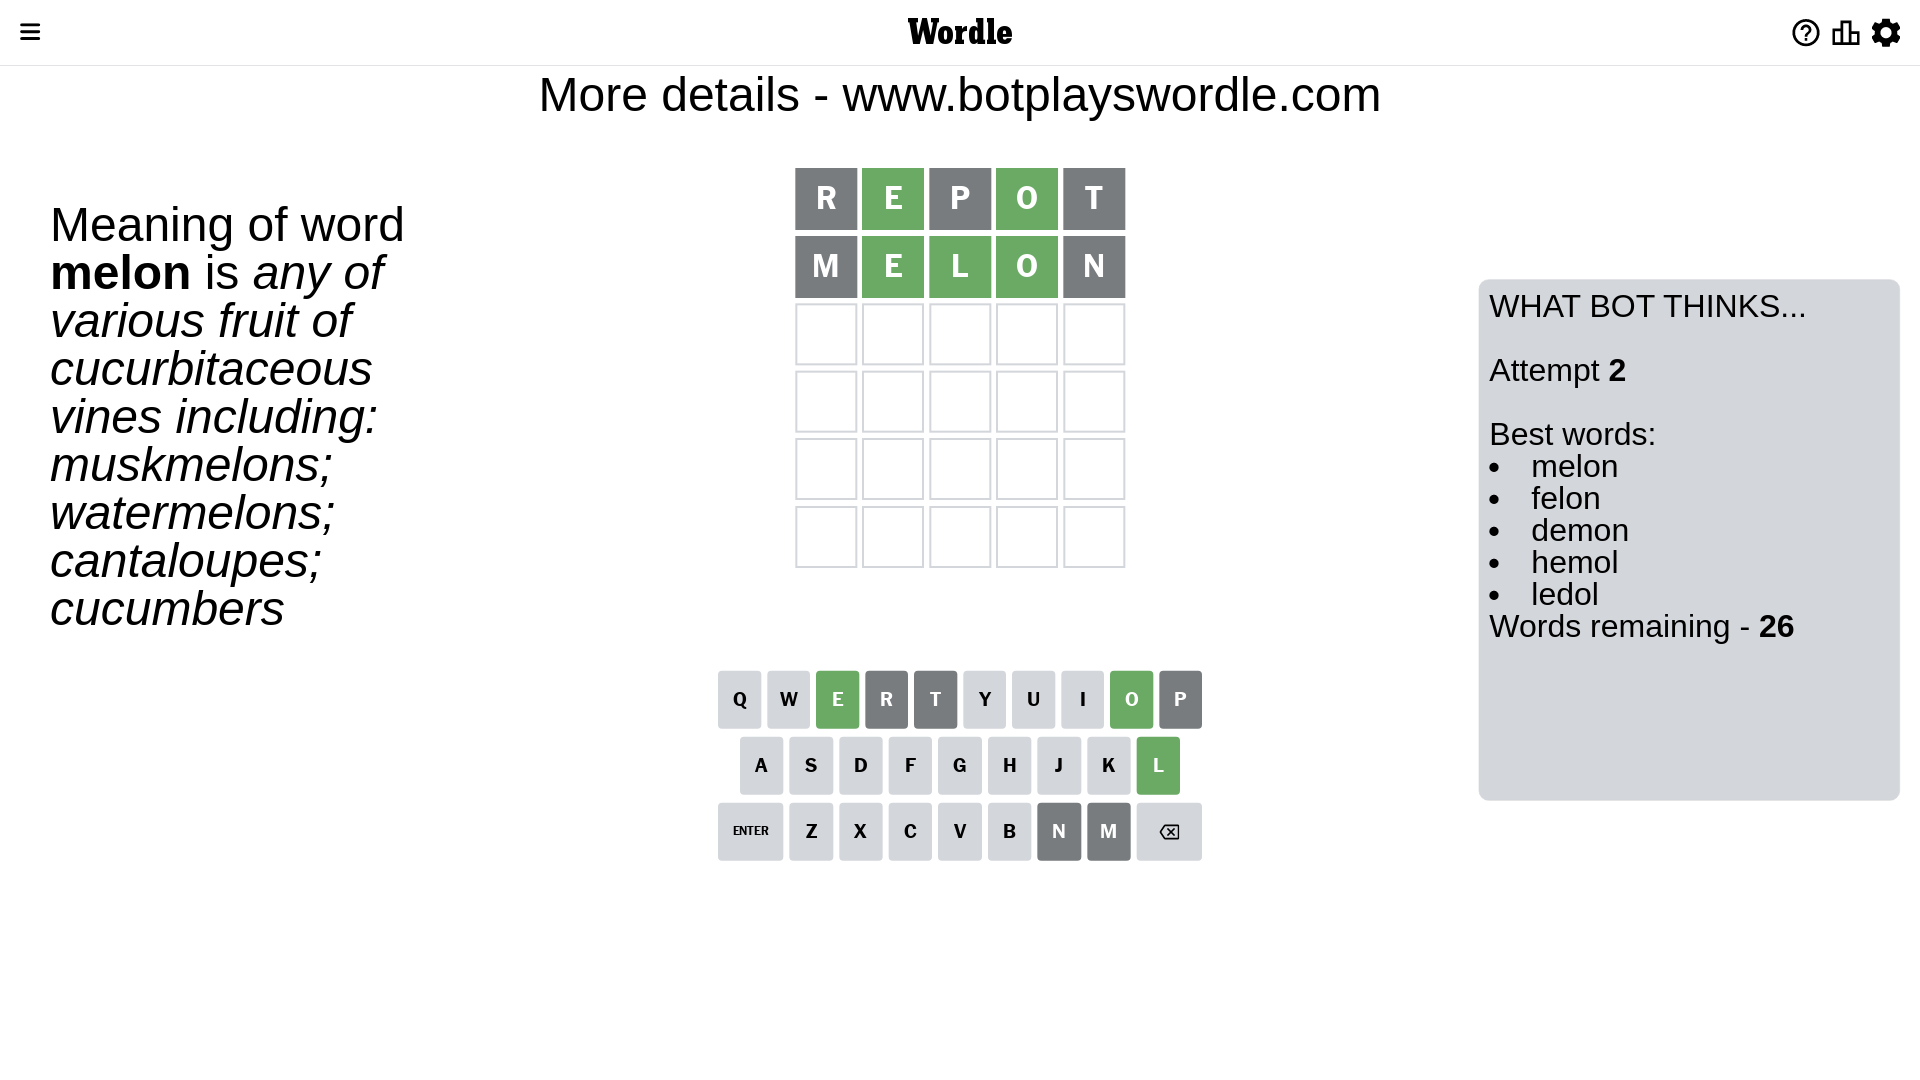 Wordle
More details - www.botplayswordle.com
Meaning of word
melon is any of
various fruit of
cucurbitaceous
vines including:
muskmelons;
watermelons;
cantaloupes;
cucumbers
R E P O T
M E L O N
WHAT BOT THINKS...
Attempt 2
Best words:
• melon
• felon
• demon
• hemol
• ledol
Words remaining - 26
Q W E R T Y U I O P
A S D F G H J K L
ENTER Z X C V B N M